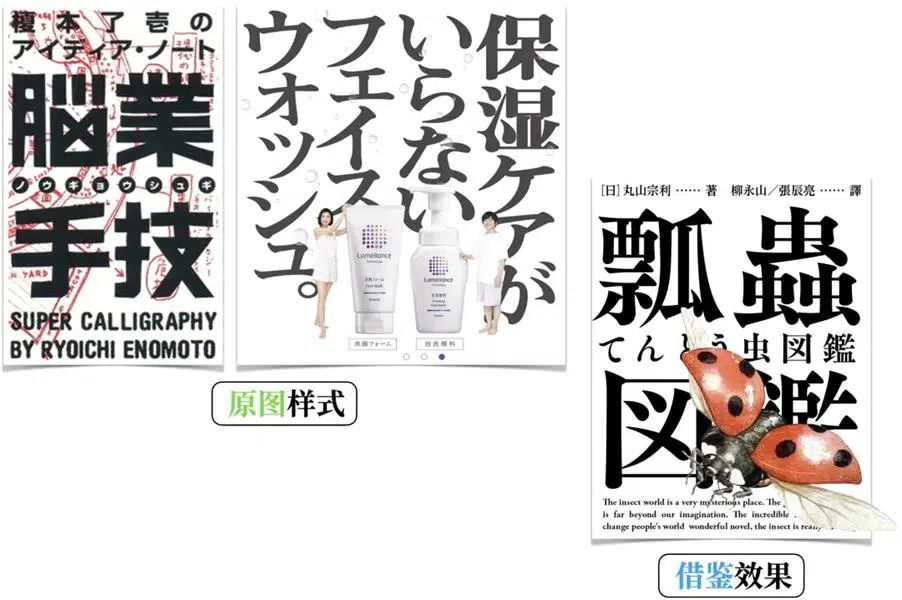 榎本了壱の
アイディア・ノート
脳業
ノウギョウシュギ
手技
SUPER CALLIGRAPHY
BY RYOICHI ENOMOTO
保湿ケアが
いらない
フェイス
ウォッシュ。
Lamellance
Lamellance
洗顔フォーム
泡洗顔料
原图样式
[日]丸山宗利 ⋯⋯ 著 柳永山／張辰亮 ⋯⋯ 譯
瓢蟲
てんとう虫図鑑
図鑑
The insect world is a very mysterious place. The
is far beyond our imagination. The incredible
change people's world wonderful novel, the insect is really
借鉴效果